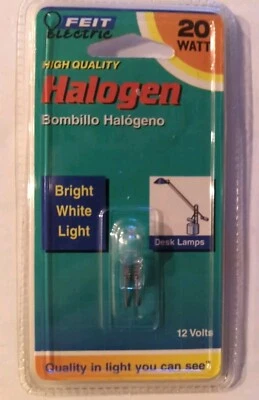 FEIT
Electric
20
WATT
HIGH QUALITY
Halogen
Bombillo Halógeno
Bright
White
Light
Desk Lamps
12 Volts
Quality in light you can see™